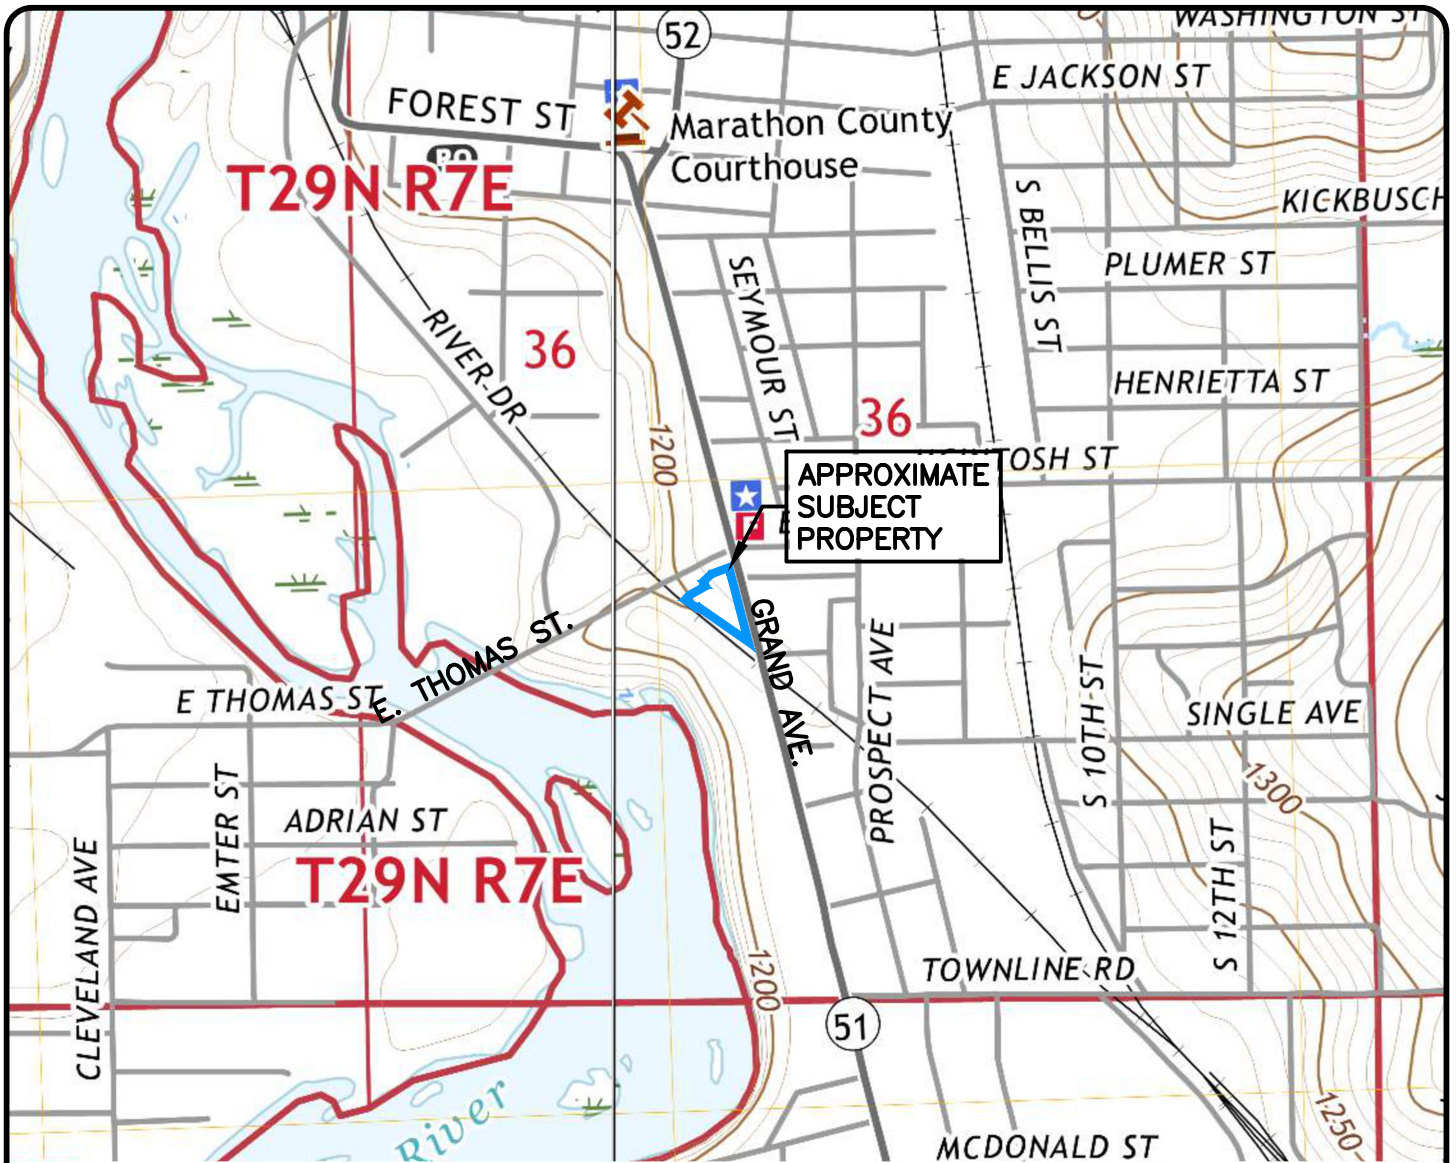 WASHINGTON ST
52
E JACKSON ST
FOREST ST
Marathon County
Courthouse
T29N R7E
KICKBUSCH
S BELLIS ST
PLUMER ST
SEYMOUR ST
RIVER DR
36
HENRIETTA ST
36
1200
TOSH ST
APPROXIMATE
SUBJECT
PROPERTY
P
E
GRAND AVE.
PROSPECT AVE
E. THOMAS ST.
E THOMAS ST
S 10TH ST
SINGLE AVE
1300
EMTER ST
ADRIAN ST
T29N R7E
CLEVELAND AVE
S 12TH ST
1200
TOWNLINE RD
51
River
1250
MCDONALD ST